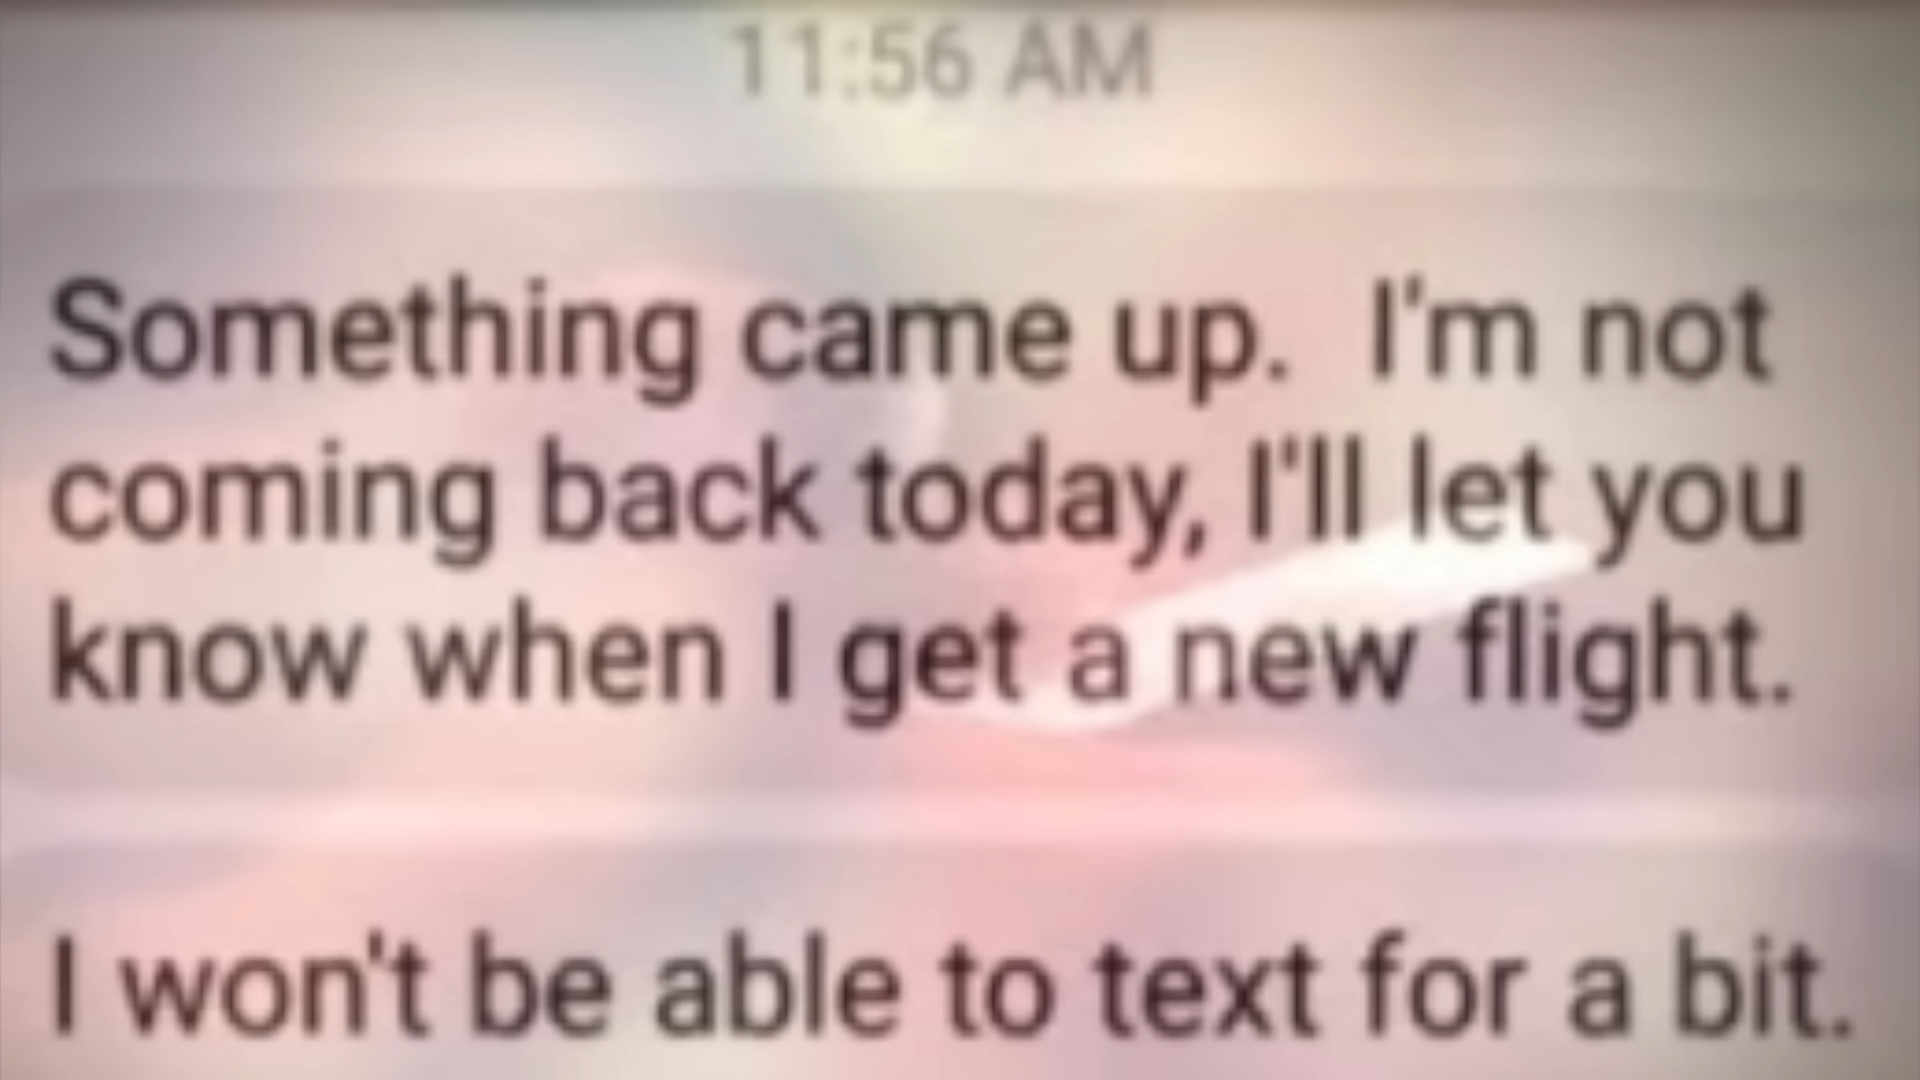 11:56 AM
Something came up.  I'm not
coming back today, I'll let you
know when I get a new flight.
I won't be able to text for a bit.